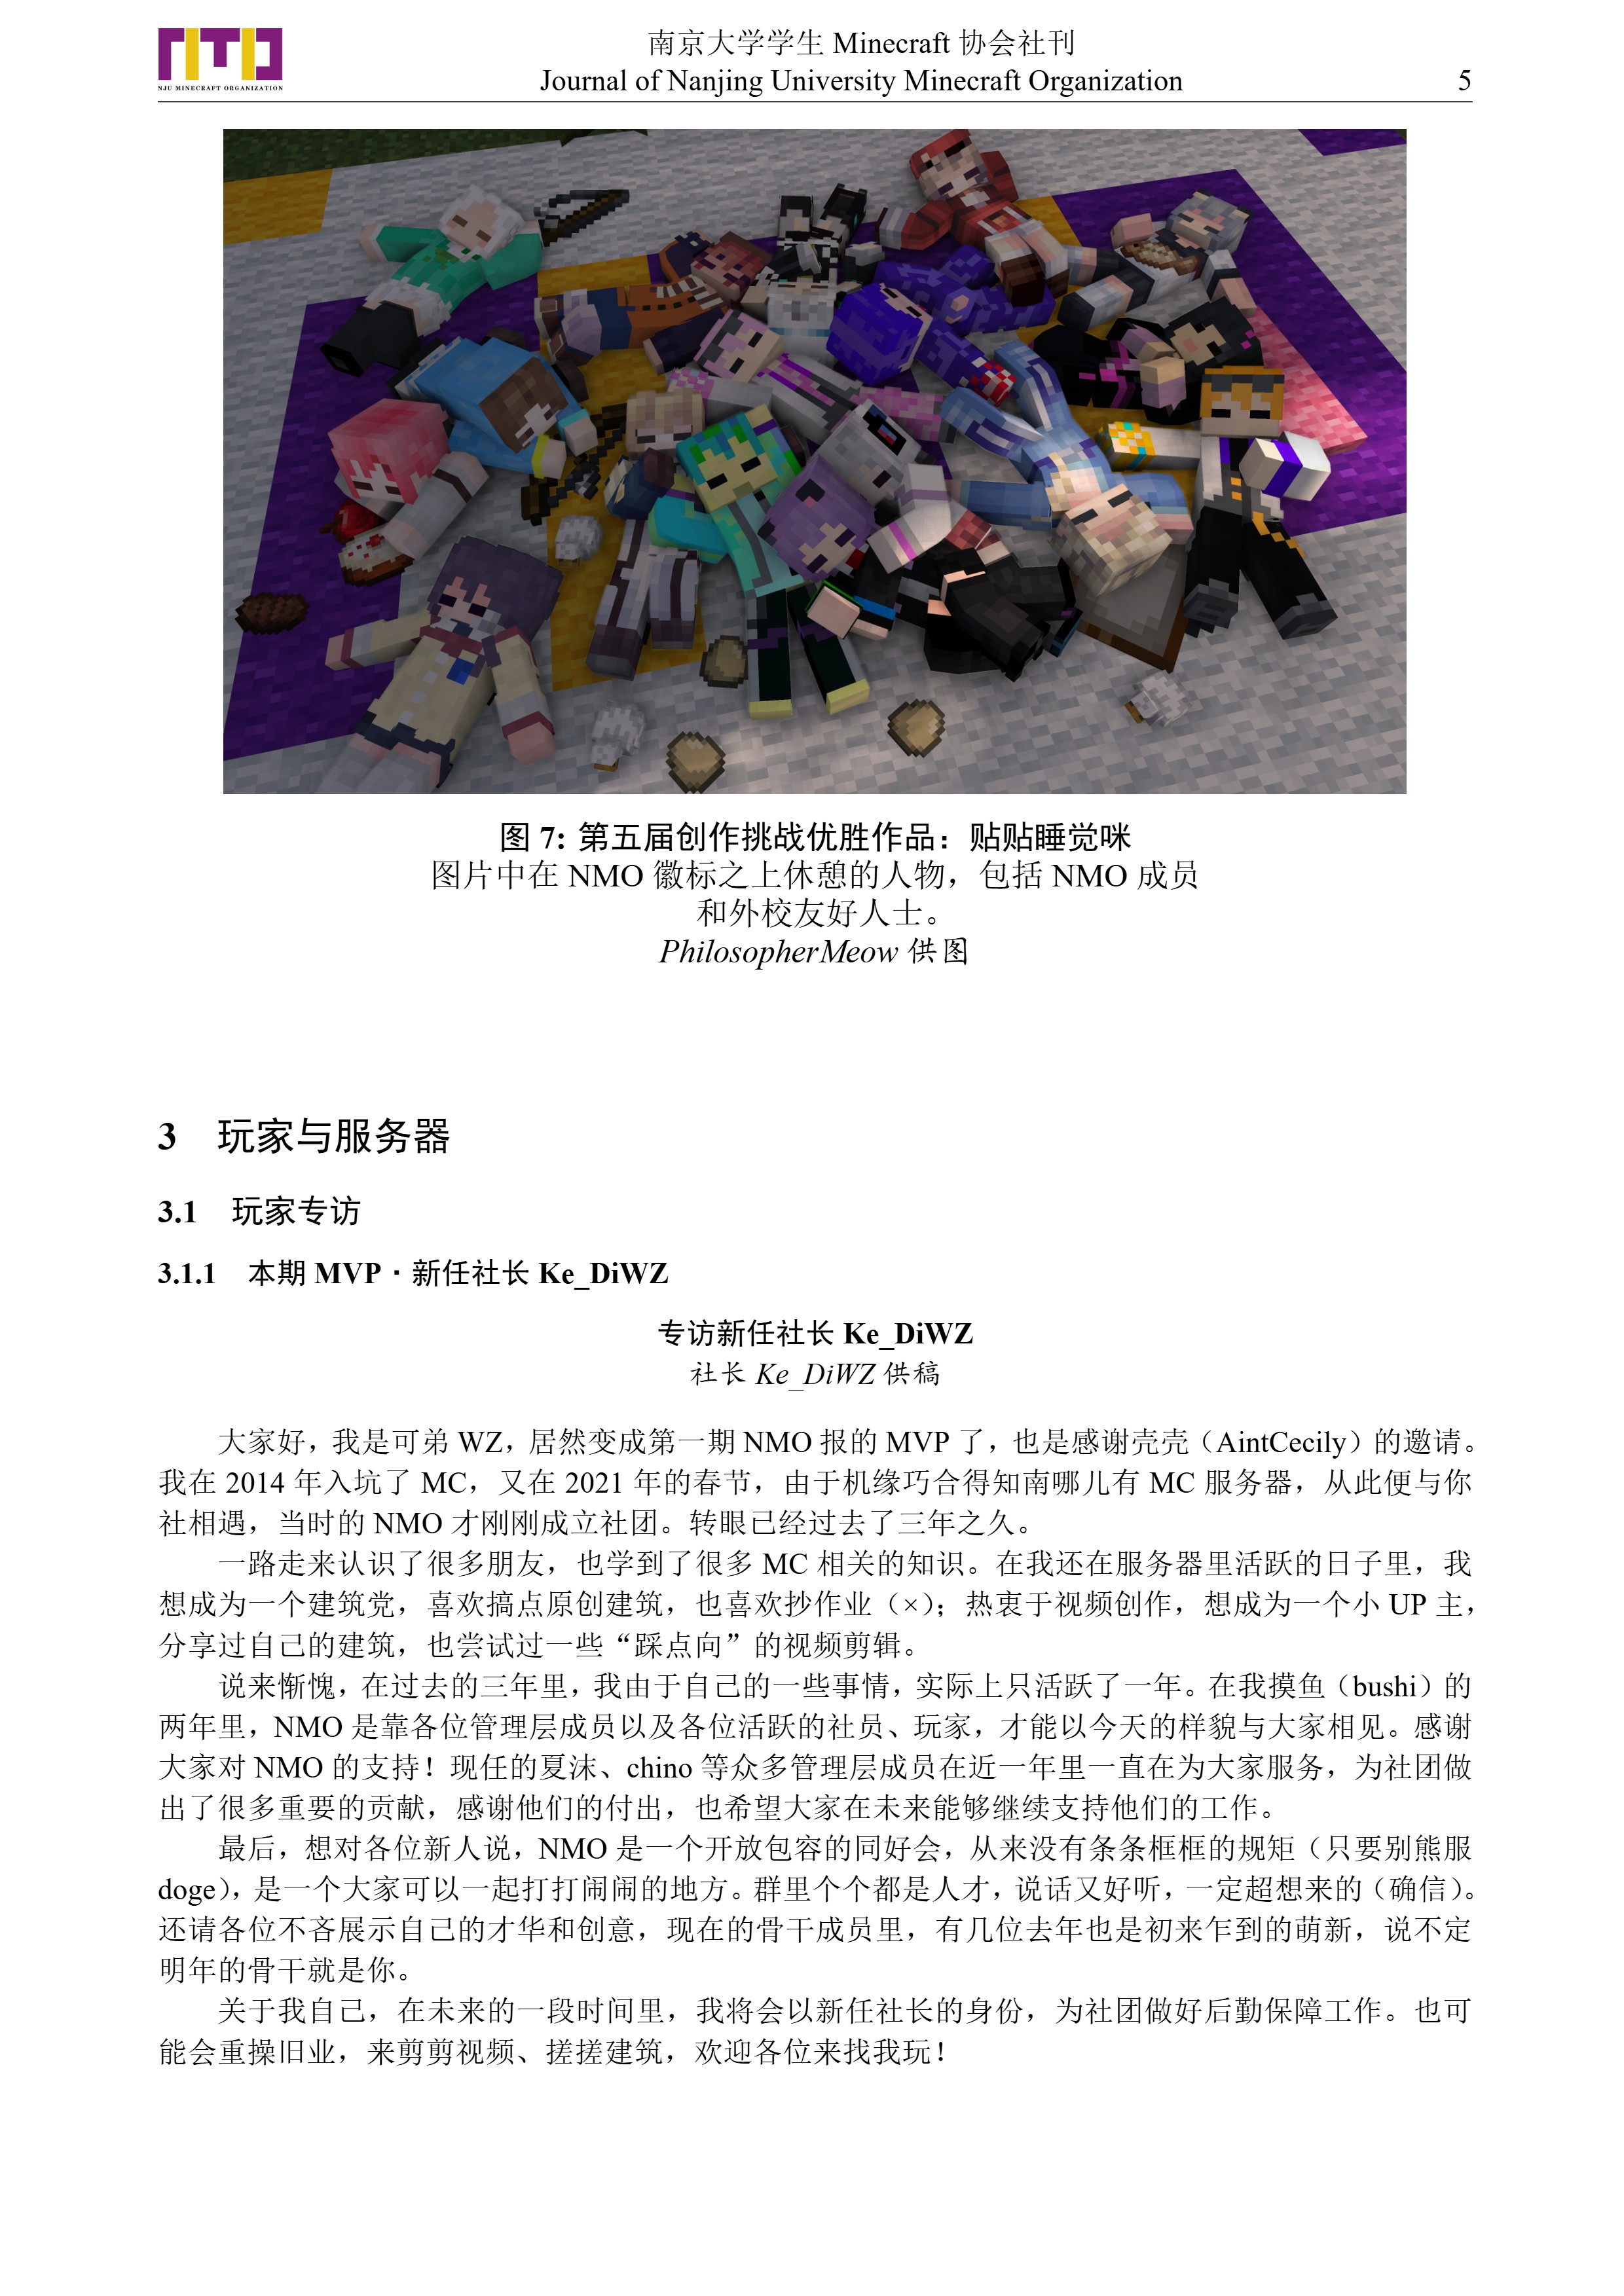 NJU MINECRAFT ORGANIZATION
南京大学学生 Minecraft 协会社刊
Journal of Nanjing University Minecraft Organization
5
图 7: 第五届创作挑战优胜作品：贴贴睡觉咪
图片中在 NMO 徽标之上休憩的人物，包括 NMO 成员
和外校友好人士。
PhilosopherMeow 供图
3 玩家与服务器
3.1 玩家专访
3.1.1 本期 MVP · 新任社长 Ke_DiWZ
专访新任社长 Ke_DiWZ
社长 Ke_DiWZ 供稿
大家好，我是可弟 WZ，居然变成第一期 NMO 报的 MVP 了，也是感谢壳壳（AintCecily）的邀请。
我在 2014 年入坑了 MC，又在 2021 年的春节，由于机缘巧合得知南哪儿有 MC 服务器，从此便与你
社相遇，当时的 NMO 才刚刚成立社团。转眼已经过去了三年之久。
一路走来认识了很多朋友，也学到了很多 MC 相关的知识。在我还在服务器里活跃的日子里，我
想成为一个建筑党，喜欢搞点原创建筑，也喜欢抄作业（×）；热衷于视频创作，想成为一个小 UP 主，
分享过自己的建筑，也尝试过一些“踩点向”的视频剪辑。
说来惭愧，在过去的三年里，我由于自己的一些事情，实际上只活跃了一年。在我摸鱼（bushi）的
两年里，NMO 是靠各位管理层成员以及各位活跃的社员、玩家，才能以今天的样貌与大家相见。感谢
大家对 NMO 的支持！现任的夏沫、chino 等众多管理层成员在近一年里一直在为大家服务，为社团做
出了很多重要的贡献，感谢他们的付出，也希望大家在未来能够继续支持他们的工作。
最后，想对各位新人说，NMO 是一个开放包容的同好会，从来没有条条框框的规矩（只要别熊服
doge），是一个大家可以一起打打闹闹的地方。群里个个都是人才，说话又好听，一定超想来的（确信）。
还请各位不吝展示自己的才华和创意，现在的骨干成员里，有几位去年也是初来乍到的萌新，说不定
明年的骨干就是你。
关于我自己，在未来的一段时间里，我将会以新任社长的身份，为社团做好后勤保障工作。也可
能会重操旧业，来剪剪视频、搓搓建筑，欢迎各位来找我玩！